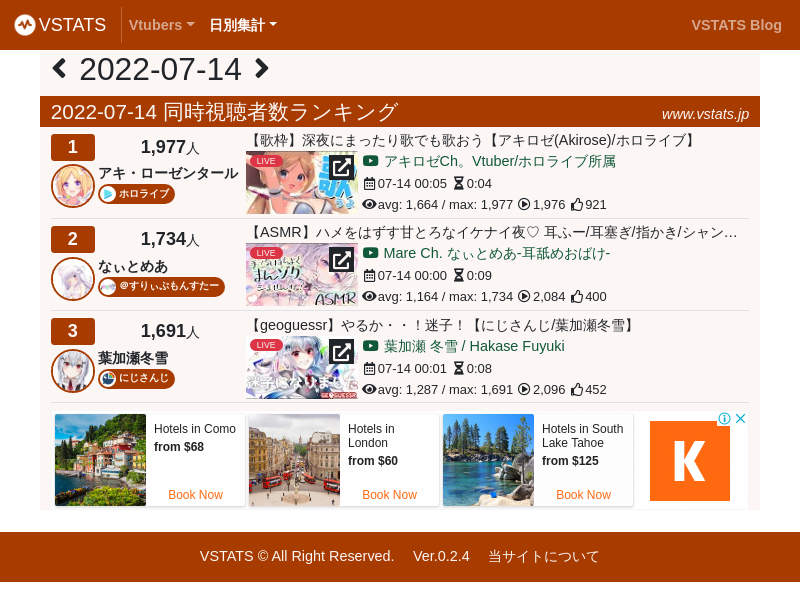 VSTATS Vtubers 日別集計 VSTATS Blog
2022-07-14
2022-07-14 同時視聴者数ランキング www.vstats.jp
1 1,977人
アキ・ローゼンタール
ホロライブ
【歌枠】深夜にまったり歌でも歌おう【アキロゼ(Akirose)/ホロライブ】
LIVE
アキロゼCh。Vtuber/ホロライブ所属
07-14 00:05 0:04
avg: 1,664 / max: 1,977 1,976 921
2 1,734人
なぃとめあ
＠すりぃぷもんすたー
【ASMR】ハメをはずす甘とろなイケナイ夜♡ 耳ふー/耳塞ぎ/指かき/シャン…
LIVE
ASMR
Mare Ch. なぃとめあ-耳舐めおばけ-
07-14 00:00 0:09
avg: 1,164 / max: 1,734 2,084 400
3 1,691人
葉加瀬冬雪
にじさんじ
【geoguessr】やるか・・！迷子！【にじさんじ/葉加瀬冬雪】
LIVE
迷子になりました
GEOGUESSR
葉加瀬 冬雪 / Hakase Fuyuki
07-14 00:01 0:08
avg: 1,287 / max: 1,691 2,096 452
Hotels in Como
from $68
Book Now
Hotels in
London
from $60
Book Now
Hotels in South
Lake Tahoe
from $125
Book Now
K
VSTATS © All Right Reserved. Ver.0.2.4 当サイトについて